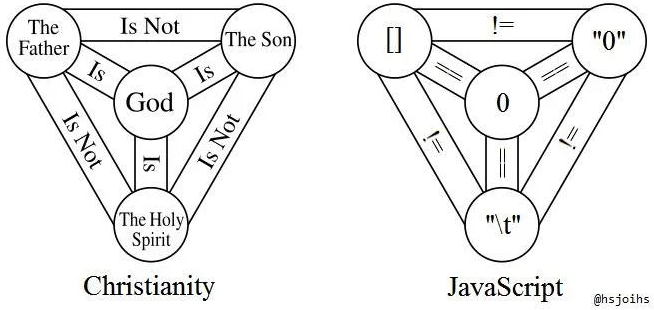 The
Father
Is Not
The Son
Is
Is
God
Is Not
Is Not
Is
The Holy
Spirit
Christianity
[]
!=
"0"
==
==
0
!=
!=
==
"\t"
JavaScript
@hsjoihs